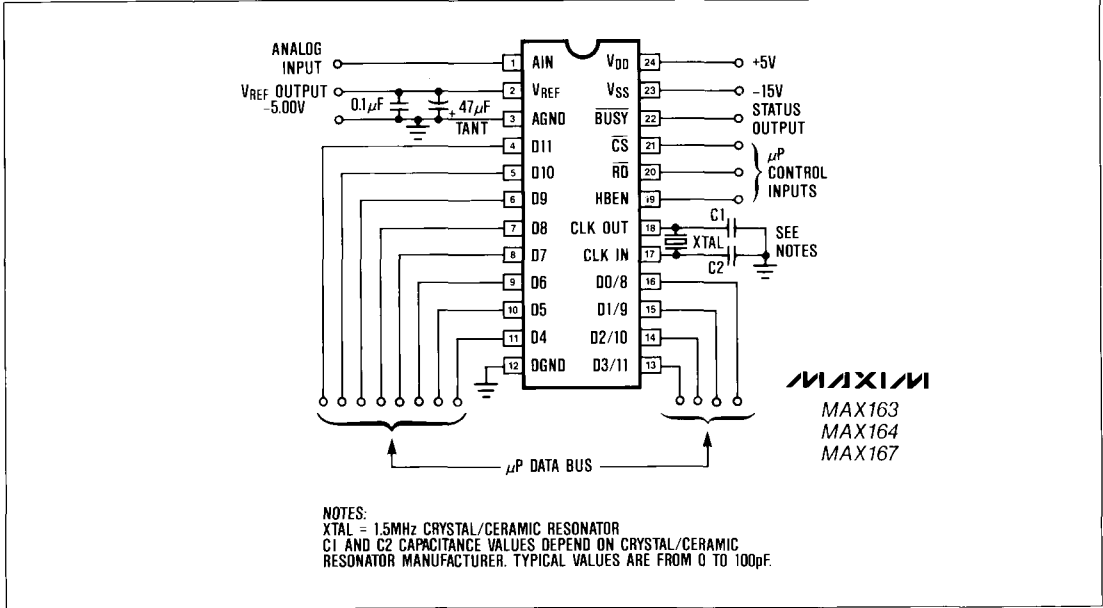 ANALOG
INPUT
VREF OUTPUT
-5.00V
0.1µF
+ 47µF
TANT
1 AIN
2 VREF
3 AGND
4 D11
5 D10
6 D9
7 D8
8 D7
9 D6
10 D5
11 D4
12 DGND
VDD 24
VSS 23
BUSY 22
CS 21
RD 20
HBEN 19
CLK OUT 18
CLK IN 17
D0/8 16
D1/9 15
D2/10 14
D3/11 13
+5V
-15V
STATUS
OUTPUT
µP
CONTROL
INPUTS
C1
XTAL
C2
SEE
NOTES
µP DATA BUS
MAXIM
MAX163
MAX164
MAX167
NOTES:
XTAL = 1.5MHz CRYSTAL/CERAMIC RESONATOR
C1 AND C2 CAPACITANCE VALUES DEPEND ON CRYSTAL/CERAMIC
RESONATOR MANUFACTURER. TYPICAL VALUES ARE FROM 0 TO 100pF.